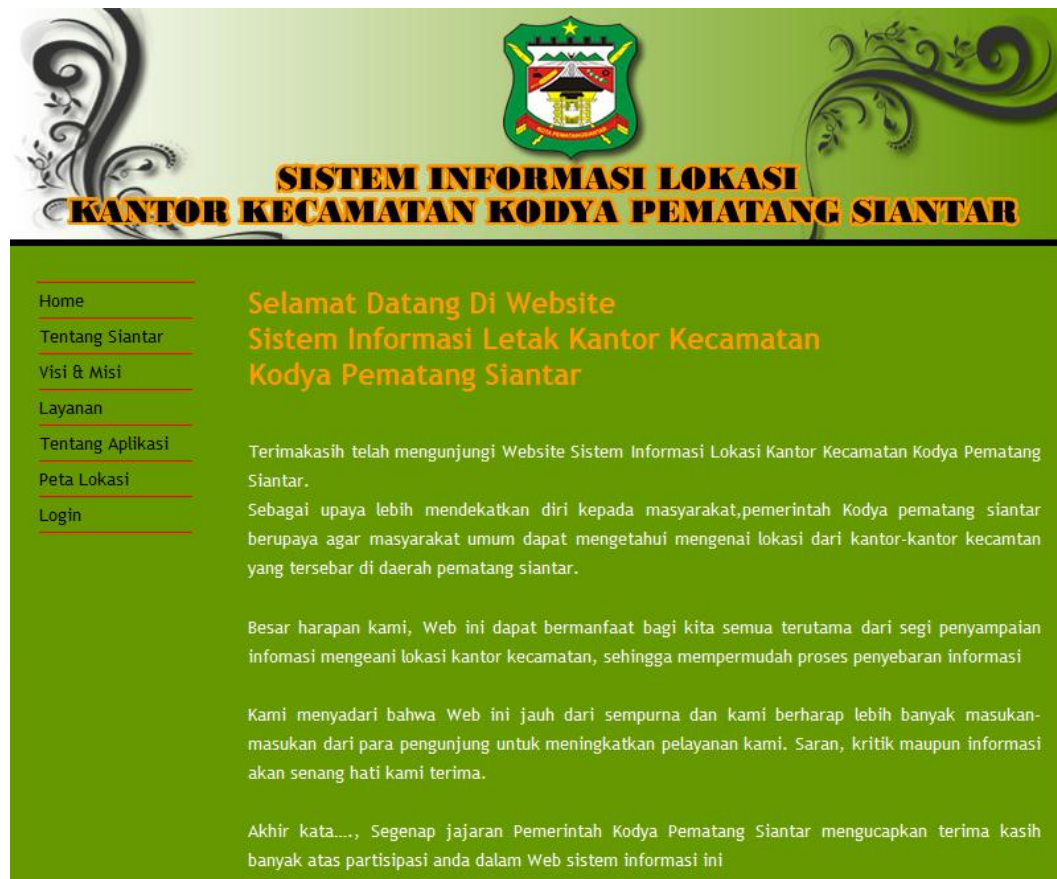 KOTA PEMATANGSIANTAR
SISTEM INFORMASI LOKASI
KANTOR KECAMATAN KODYA PEMATANG SIANTAR
Home
Tentang Siantar
Visi & Misi
Layanan
Tentang Aplikasi
Peta Lokasi
Login
Selamat Datang Di Website
Sistem Informasi Letak Kantor Kecamatan
Kodya Pematang Siantar
Terimakasih telah mengunjungi Website Sistem Informasi Lokasi Kantor Kecamatan Kodya Pematang
Siantar.
Sebagai upaya lebih mendekatkan diri kepada masyarakat,pemerintah Kodya pematang siantar
berupaya agar masyarakat umum dapat mengetahui mengenai lokasi dari kantor-kantor kecamtan
yang tersebar di daerah pematang siantar.
Besar harapan kami, Web ini dapat bermanfaat bagi kita semua terutama dari segi penyampaian
infomasi mengeani lokasi kantor kecamatan, sehingga mempermudah proses penyebaran informasi
Kami menyadari bahwa Web ini jauh dari sempurna dan kami berharap lebih banyak masukan-
masukan dari para pengunjung untuk meningkatkan pelayanan kami. Saran, kritik maupun informasi
akan senang hati kami terima.
Akhir kata...., Segenap jajaran Pemerintah Kodya Pematang Siantar mengucapkan terima kasih
banyak atas partisipasi anda dalam Web sistem informasi ini